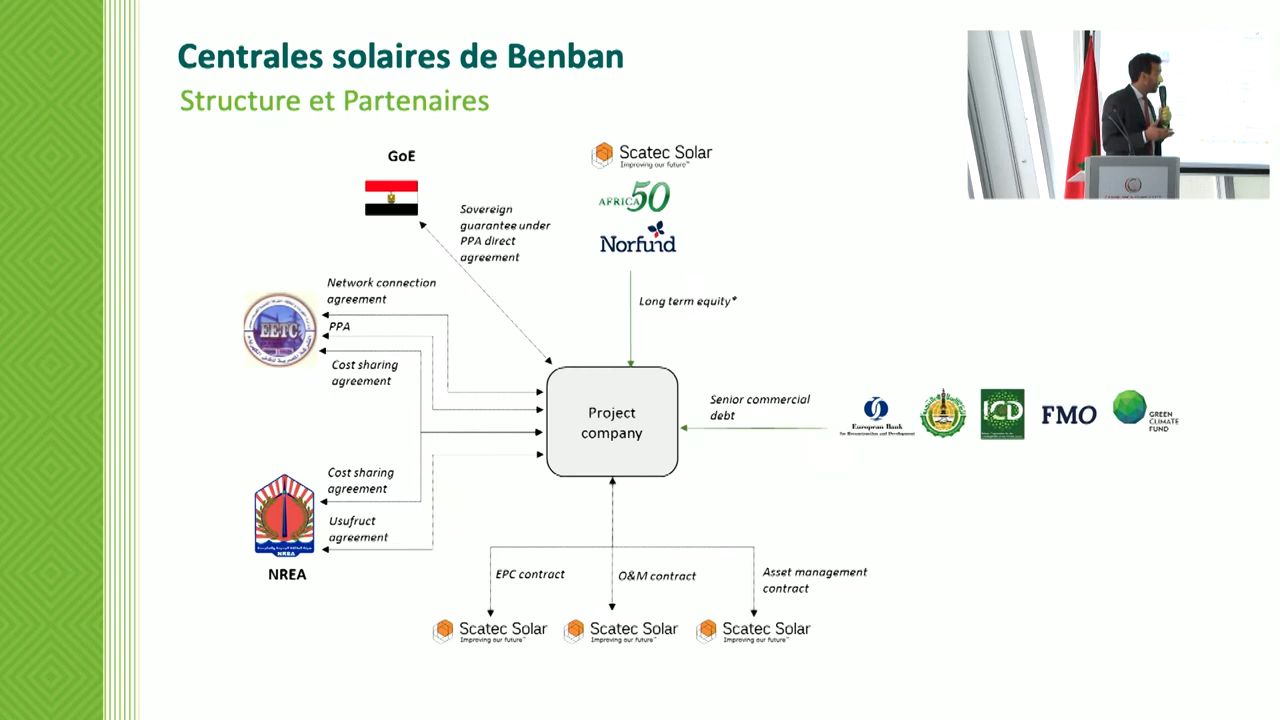 Centrales solaires de Benban
Structure et Partenaires
GoE
Scatec Solar
Improving our future™
AFRICA50
Norfund
Sovereign
guarantee under
PPA direct
agreement
Network connection
agreement
Long term equity*
EETC
PPA
Cost sharing
agreement
Project
company
Senior commercial
debt
European Bank
for Reconstruction and Development
ICD
FMO
GREEN
CLIMATE
FUND
Cost sharing
agreement
Usufruct
agreement
NREA
NREA
EPC contract
O&M contract
Asset management
contract
Scatec Solar
Improving our future™
Scatec Solar
Improving our future™
Scatec Solar
Improving our future™